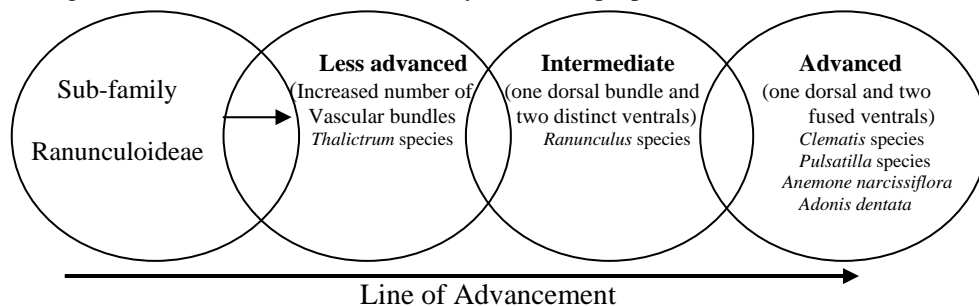 Sub-family
Ranunculoideae
Less advanced
(Increased number of
Vascular bundles
Thalictrum species
Intermediate
(one dorsal bundle and
two distinct ventrals)
Ranunculus species
Advanced
(one dorsal and two
fused ventrals)
Clematis species
Pulsatilla species
Anemone narcissiflora
Adonis dentata
Line of Advancement